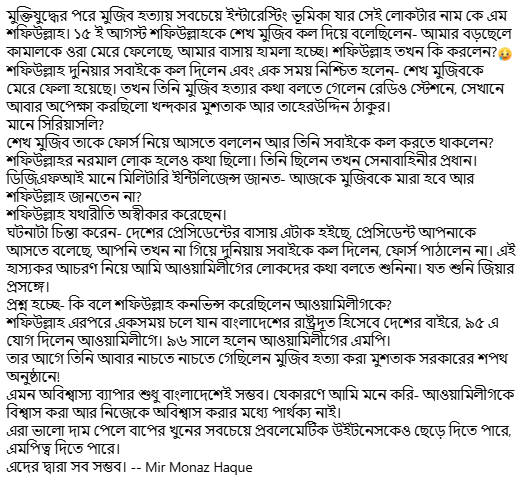 মুক্তিযুদ্ধের পরে মুজিব হত্যায় সবচেয়ে ইন্টারেস্টিং ভূমিকা যার সেই লোকটার নাম কে এম
শফিউল্লাহ। ১৫ ই আগস্ট শফিউল্লাহকে শেখ মুজিব কল দিয়ে বলেছিলেন- আমার বড়ছেলে
কামালকে ওরা মেরে ফেলেছে, আমার বাসায় হামলা হচ্ছে। শফিউল্লাহ তখন কি করলেন?😥
শফিউল্লাহ দুনিয়ার সবাইকে কল দিলেন এবং এক সময় নিশ্চিত হলেন- শেখ মুজিবকে
মেরে ফেলা হয়েছে। তখন তিনি মুজিব হত্যার কথা বলতে গেলেন রেডিও স্টেশনে, সেখানে
আবার অপেক্ষা করছিলো খন্দকার মুশতাক আর তাহেরউদ্দিন ঠাকুর।
মানে সিরিয়াসলি?
শেখ মুজিব তাকে ফোর্স নিয়ে আসতে বললেন আর তিনি সবাইকে কল করতে থাকলেন?
শফিউল্লাহর নরমাল লোক হলেও কথা ছিলো। তিনি ছিলেন তখন সেনাবাহিনীর প্রধান।
ডিজিএফআই মানে মিলিটারি ইন্টিলিজেন্স জানত- আজকে মুজিবকে মারা হবে আর
শফিউল্লাহ জানতেন না?
শফিউল্লাহ যথারীতি অস্বীকার করেছেন।
ঘটনাটা চিন্তা করেন- দেশের প্রেসিডেন্টের বাসায় এটাক হইছে, প্রেসিডেন্ট আপনাকে
আসতে বলেছে, আপনি তখন না গিয়ে দুনিয়ায় সবাইকে কল দিলেন, ফোর্স পাঠালেন না। এই
হাস্যকর আচরণ নিয়ে আমি আওয়ামিলীগের লোকদের কথা বলতে শুনিনা। যত শুনি জিয়ার
প্রসঙ্গে।
প্রশ্ন হচ্ছে- কি বলে শফিউল্লাহ কনভিন্স করেছিলেন আওয়ামিলীগকে?
শফিউল্লাহ এরপরে একসময় চলে যান বাংলাদেশের রাষ্ট্রদূত হিসেবে দেশের বাইরে, ৯৫ এ
যোগ দিলেন আওয়ামিলীগে। ৯৬ সালে হলেন আওয়ামিলীগের এমপি।
তার আগে তিনি আবার নাচতে নাচতে গেছিলেন মুজিব হত্যা করা মুশতাক সরকারের শপথ
অনুষ্ঠানে!
এমন অবিশ্বাস্য ব্যাপার শুধু বাংলাদেশেই সম্ভব। যেকারণে আমি মনে করি- আওয়ামিলীগকে
বিশ্বাস করা আর নিজেকে অবিশ্বাস করার মধ্যে পার্থক্য নাই।
এরা ভালো দাম পেলে বাপের খুনের সবচেয়ে প্রবলেমেটিক উইটনেসকেও ছেড়ে দিতে পারে,
এমপিত্ব দিতে পারে।
এদের দ্বারা সব সম্ভব। -- Mir Monaz Haque